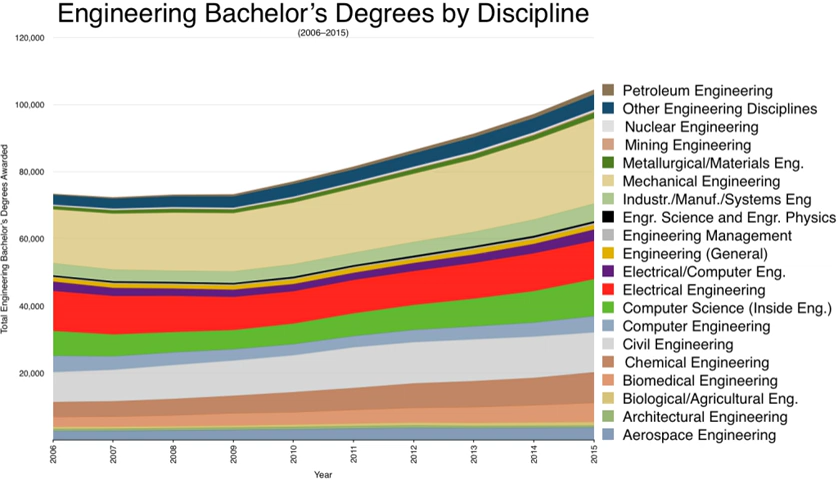 Engineering Bachelor's Degrees by Discipline
(2006–2015)
120,000
100,000
80,000
60,000
40,000
20,000
Total Engineering Bachelor's Degrees Awarded
2006
2007
2008
2009
2010
2011
2012
2013
2014
2015
Year
Petroleum Engineering
Other Engineering Disciplines
Nuclear Engineering
Mining Engineering
Metallurgical/Materials Eng.
Mechanical Engineering
Industr./Manuf./Systems Eng
Engr. Science and Engr. Physics
Engineering Management
Engineering (General)
Electrical/Computer Eng.
Electrical Engineering
Computer Science (Inside Eng.)
Computer Engineering
Civil Engineering
Chemical Engineering
Biomedical Engineering
Biological/Agricultural Eng.
Architectural Engineering
Aerospace Engineering